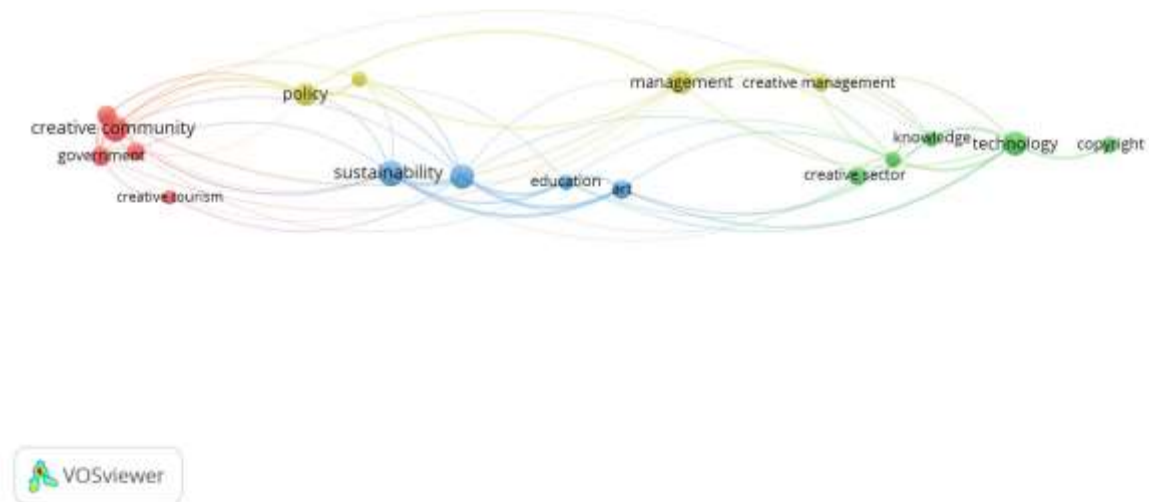 management
creative management
policy
creative community
knowledge
technology
copyright
government
sustainability
education
art
creative sector
creative tourism
VOSviewer